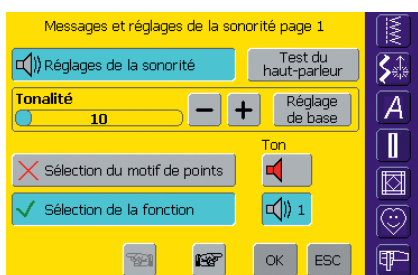 Messages et réglages de la sonorité page 1
Réglages de la sonorité
Test du
haut-parleur
Tonalité
10
− +
Réglage
de base
Ton
Sélection du motif de points
Sélection de la fonction
1
OK ESC
A